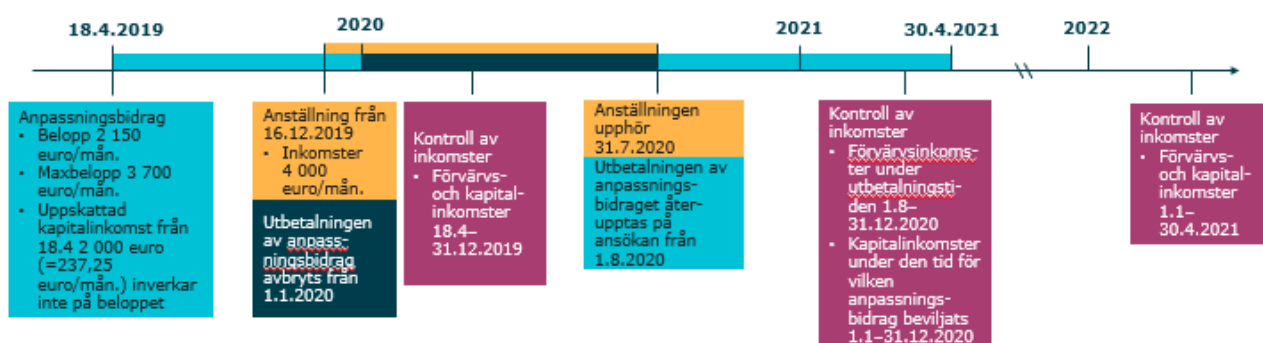 18.4.2019
2020
2021
30.4.2021
2022
Anpassningsbidrag
• Belopp 2 150
euro/mån.
• Maxbelopp 3 700
euro/mån.
• Uppskattad
kapitalinkomst från
18.4 2 000 euro
(=237,25
euro/mån.) inverkar
inte på beloppet
Anställning från
16.12.2019
• Inkomster
4 000
euro/mån.
Utbetalningen
av anpass-
ningsbidrag
avbryts från
1.1.2020
Kontroll av
inkomster
• Förvärvs-
och kapital-
inkomster
18.4–
31.12.2019
Anställningen
upphör
31.7.2020
Utbetalningen av
anpassnings-
bidraget åter-
upptas på
ansökan från
1.8.2020
Kontroll av
inkomster
• Förvärvsinkoms-
ter under
utbetalningsti-
den 1.8–
31.12.2020
• Kapitalinkomster
under den tid för
vilken
anpassnings-
bidrag beviljats
1.1–31.12.2020
Kontroll av
inkomster
• Förvärvs-
och kapital-
inkomster
1.1–
30.4.2021